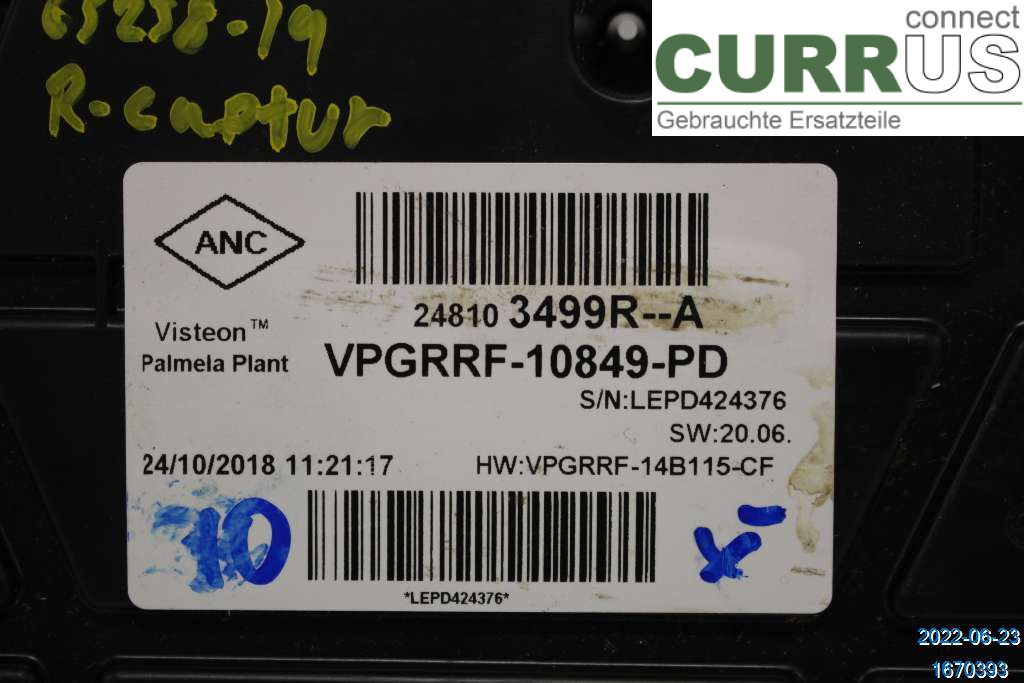 65258-19
R-captur
connect
CURRUS
Gebrauchte Ersatzteile
ANC
24810 3499R--A
Visteon™
Palmela Plant
VPGRRF-10849-PD
S/N:LEPD424376
SW:20.06.
24/10/2018 11:21:17
HW:VPGRRF-14B115-CF
10
*LEPD424376*
2022-06-23
1670393